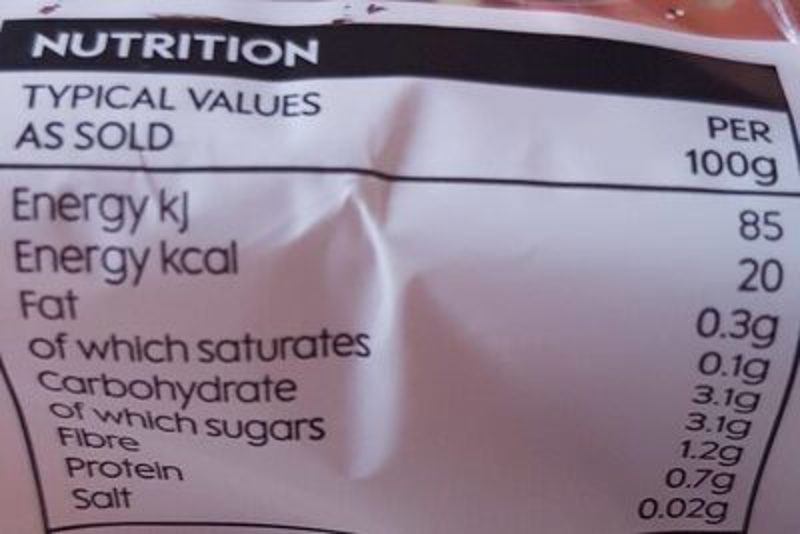 NUTRITION
TYPICAL VALUES
AS SOLD
PER
100g
Energy kJ 85
Energy kcal 20
Fat 0.3g
of which saturates 0.1g
Carbohydrate 3.1g
of which sugars 3.1g
Fibre 1.2g
Protein 0.7g
Salt 0.02g